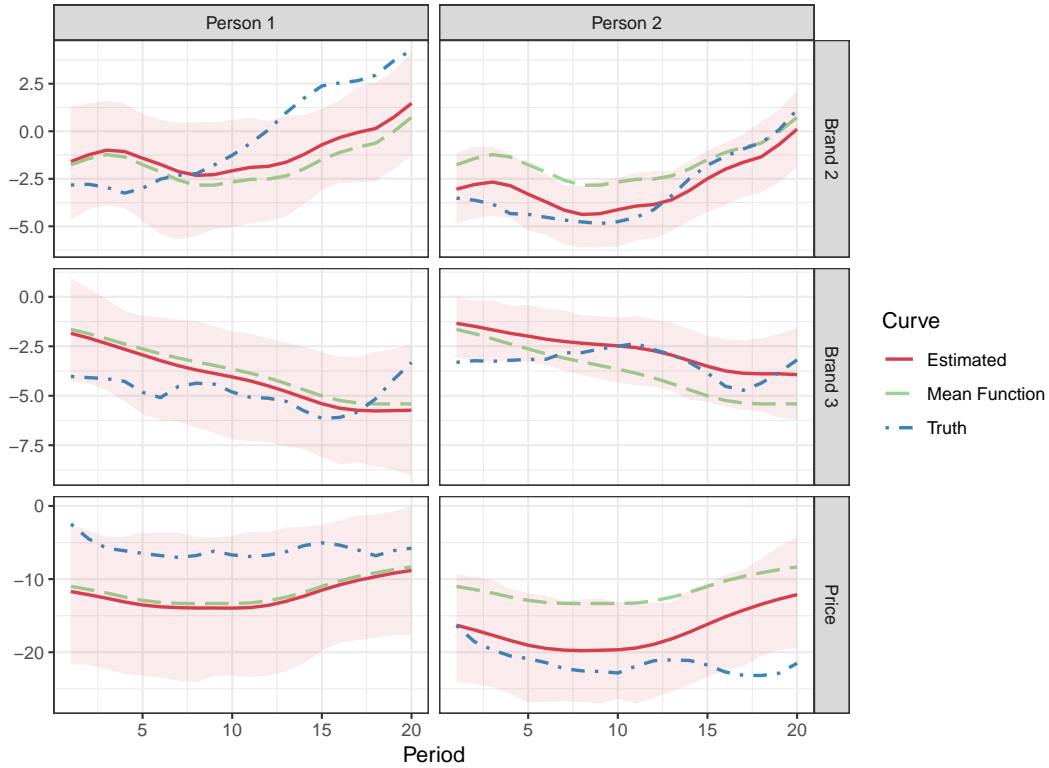 Person 1
Person 2
2.5
0.0
−2.5
−5.0
Brand 2
0.0
−2.5
−5.0
−7.5
Brand 3
0
−10
−20
Price
5
10
15
20
5
10
15
20
Period
Curve
Estimated
Mean Function
Truth